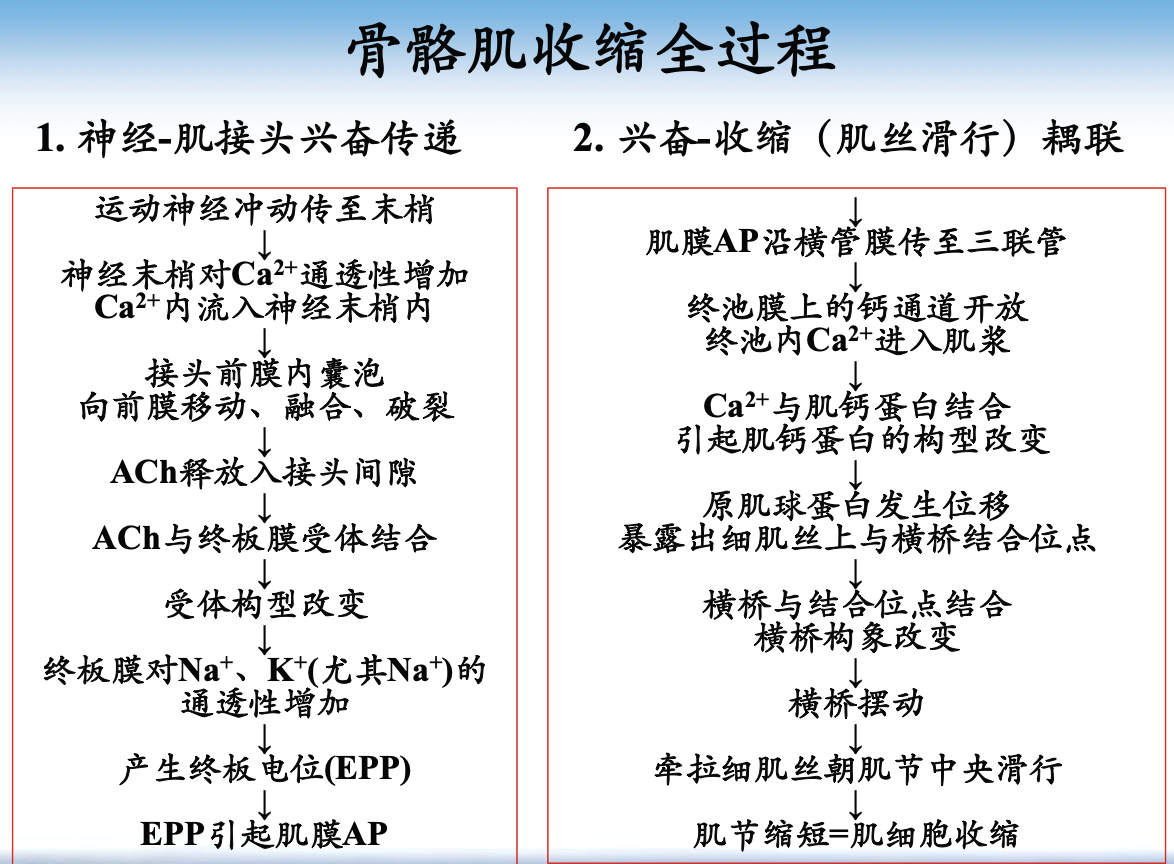 骨骼肌收缩全过程
1. 神经-肌接头兴奋传递
运动神经冲动传至末梢
↓
神经末梢对Ca²⁺通透性增加
Ca²⁺内流入神经末梢内
↓
接头前膜内囊泡
向前膜移动、融合、破裂
↓
ACh释放入接头间隙
↓
ACh与终板膜受体结合
↓
受体构型改变
↓
终板膜对Na⁺、K⁺(尤其Na⁺)的
通透性增加
↓
产生终板电位(EPP)
↓
EPP引起肌膜AP
2. 兴奋-收缩（肌丝滑行）耦联
↓
肌膜AP沿横管膜传至三联管
↓
终池膜上的钙通道开放
终池内Ca²⁺进入肌浆
↓
Ca²⁺与肌钙蛋白结合
引起肌钙蛋白的构型改变
↓
原肌球蛋白发生位移
暴露出细肌丝上与横桥结合位点
↓
横桥与结合位点结合
横桥构象改变
↓
横桥摆动
↓
牵拉细肌丝朝肌节中央滑行
↓
肌节缩短=肌细胞收缩